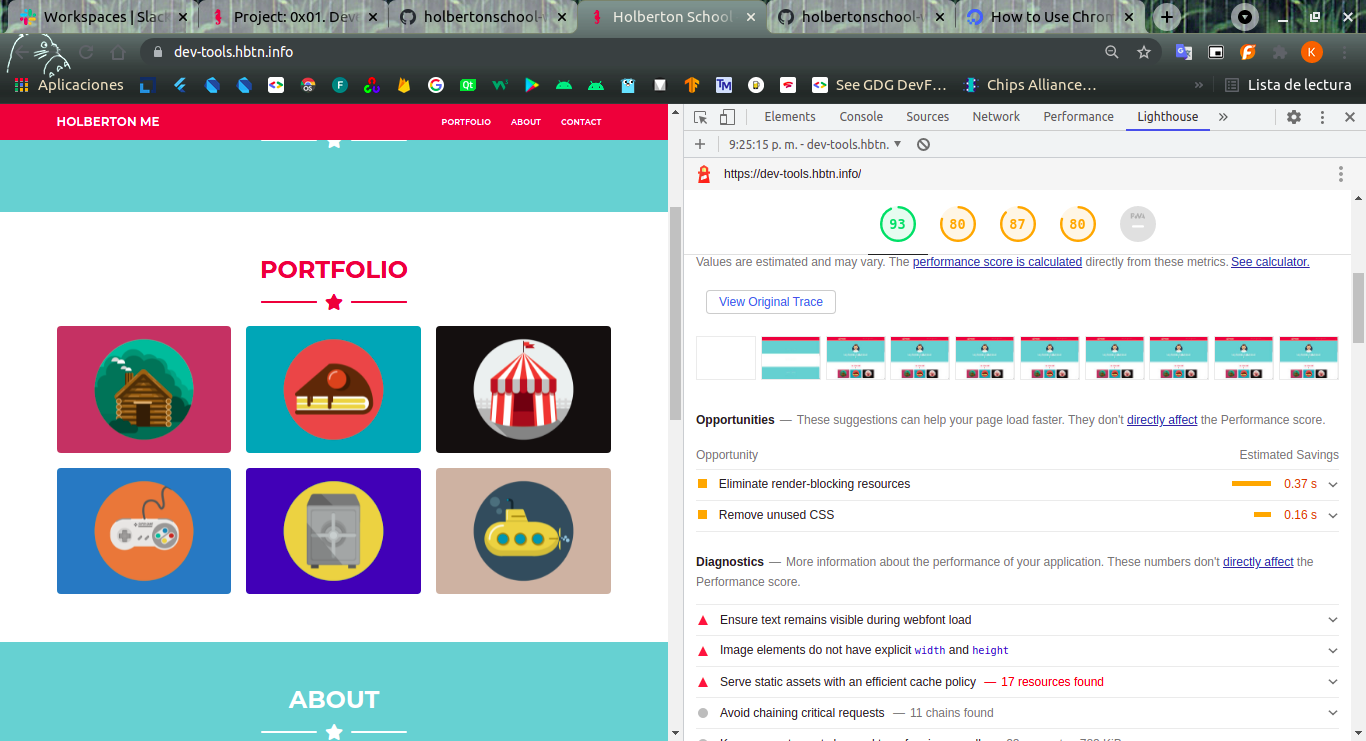 Workspaces | Slac
Project: 0x01. Dev
holbertonschool-v
Holberton School
holbertonschool-v
How to Use Chrom
dev-tools.hbtn.info
K
Aplicaciones
See GDG DevF…
Chips Alliance…
»
Lista de lectura
HOLBERTON ME
PORTFOLIO ABOUT CONTACT
PORTFOLIO
ABOUT
Elements Console Sources Network Performance Lighthouse »
9:25:15 p. m. - dev-tools.hbtn.
https://dev-tools.hbtn.info/
93 80 87 80
Values are estimated and may vary. The performance score is calculated directly from these metrics. See calculator.
View Original Trace
Opportunities — These suggestions can help your page load faster. They don't directly affect the Performance score.
Opportunity Estimated Savings
Eliminate render-blocking resources 0.37 s
Remove unused CSS 0.16 s
Diagnostics — More information about the performance of your application. These numbers don't directly affect the
Performance score.
Ensure text remains visible during webfont load
Image elements do not have explicit width and height
Serve static assets with an efficient cache policy — 17 resources found
Avoid chaining critical requests — 11 chains found